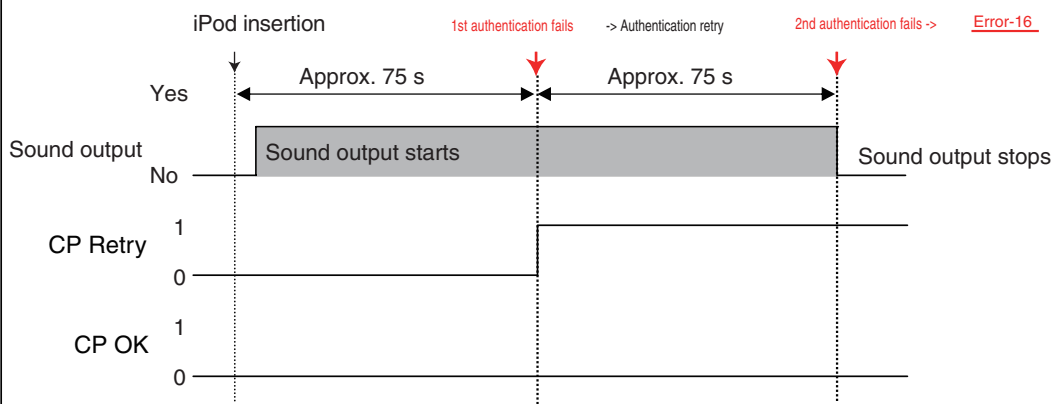 iPod insertion
1st authentication fails -> Authentication retry 2nd authentication fails -> Error-16
Approx. 75 s Approx. 75 s
Yes
Sound output Sound output starts Sound output stops
No
1
CP Retry
0
1
CP OK
0